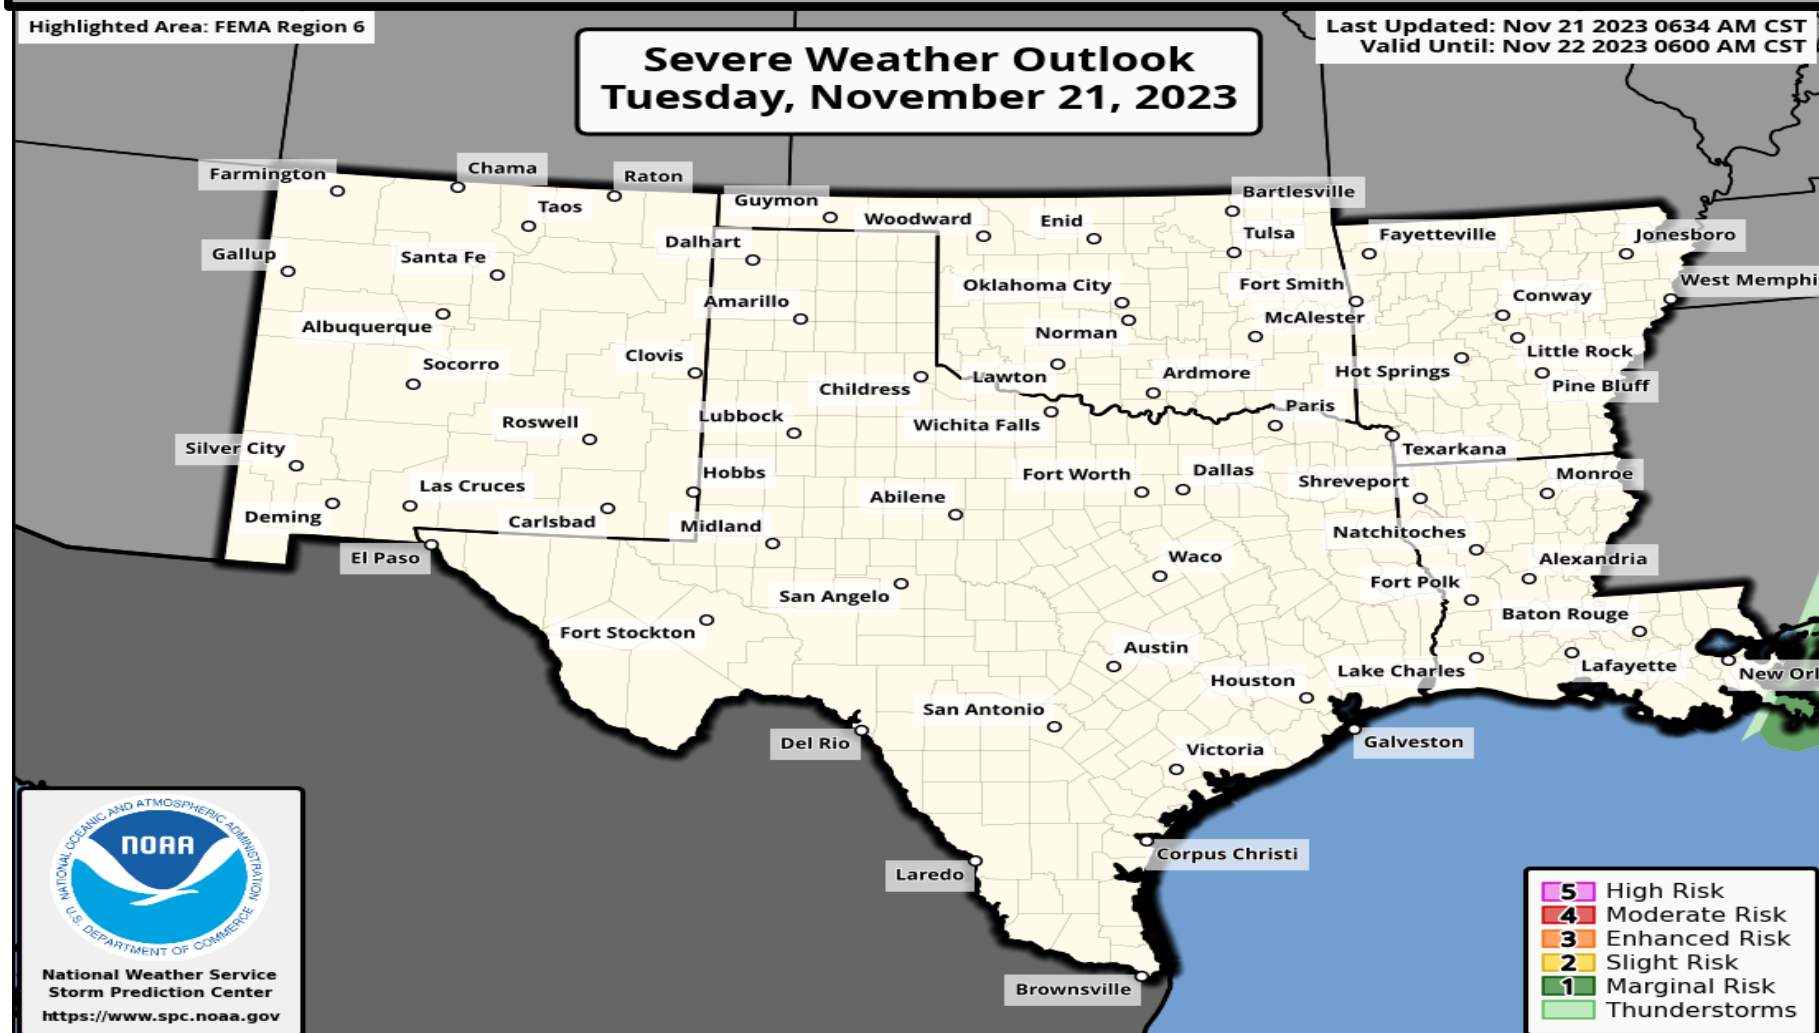 Highlighted Area: FEMA Region 6
Severe Weather Outlook
Tuesday, November 21, 2023
Last Updated: Nov 21 2023 0634 AM CST
Valid Until: Nov 22 2023 0600 AM CST
Farmington
Chama
Raton
Taos
Guymon
Woodward
Enid
Bartlesville
Tulsa
Fayetteville
Jonesboro
Gallup
Santa Fe
Dalhart
Oklahoma City
Fort Smith
Conway
West Memphi
Albuquerque
Amarillo
Norman
McAlester
Little Rock
Socorro
Clovis
Childress
Lawton
Ardmore
Hot Springs
Pine Bluff
Roswell
Lubbock
Wichita Falls
Paris
Texarkana
Silver City
Las Cruces
Hobbs
Abilene
Fort Worth
Dallas
Shreveport
Monroe
Deming
Carlsbad
Midland
Natchitoches
El Paso
San Angelo
Waco
Fort Polk
Alexandria
Fort Stockton
Austin
Baton Rouge
San Antonio
Houston
Lake Charles
Lafayette
New Orl
Del Rio
Victoria
Galveston
Laredo
Corpus Christi
Brownsville
NATIONAL OCEANIC AND ATMOSPHERIC ADMINISTRATION
NOAA
U.S. DEPARTMENT OF COMMERCE
National Weather Service
Storm Prediction Center
https://www.spc.noaa.gov
5 High Risk
4 Moderate Risk
3 Enhanced Risk
2 Slight Risk
1 Marginal Risk
Thunderstorms